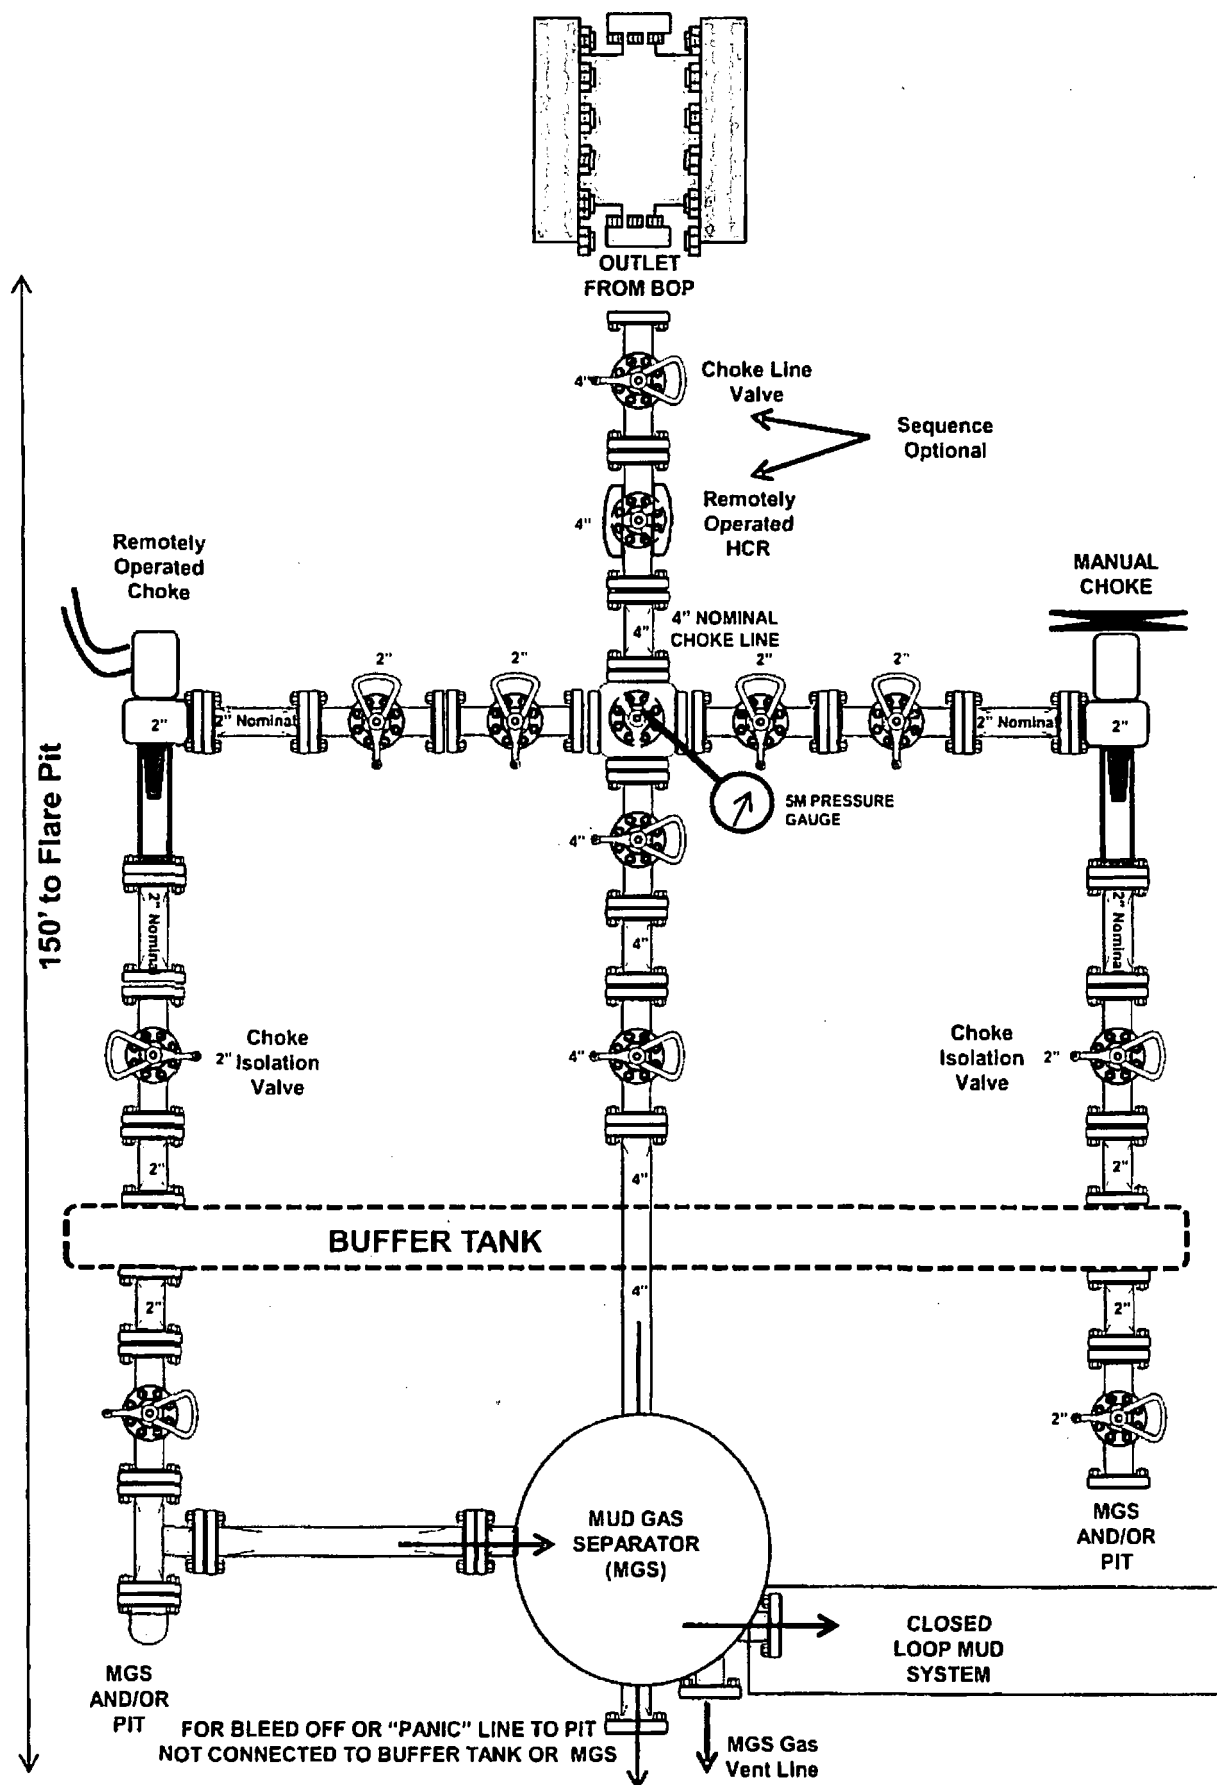 OUTLET
FROM BOP
4"
Choke Line
Valve
Sequence
Optional
4"
Remotely
Operated
HCR
Remotely
Operated
Choke
MANUAL
CHOKE
4"
4" NOMINAL
CHOKE LINE
2"
2"
2"
2"
2"
2" Nominal
2" Nominal
2"
5M PRESSURE
GAUGE
4"
150' to Flare Pit
2" Nominal
4"
2" Nominal
2"
Choke
Isolation
Valve
4"
Choke
Isolation
Valve
2"
2"
4"
2"
BUFFER TANK
2"
4"
2"
2"
MUD GAS
SEPARATOR
(MGS)
MGS
AND/OR
PIT
CLOSED
LOOP MUD
SYSTEM
MGS
AND/OR
PIT
FOR BLEED OFF OR "PANIC" LINE TO PIT
NOT CONNECTED TO BUFFER TANK OR MGS
MGS Gas
Vent Line